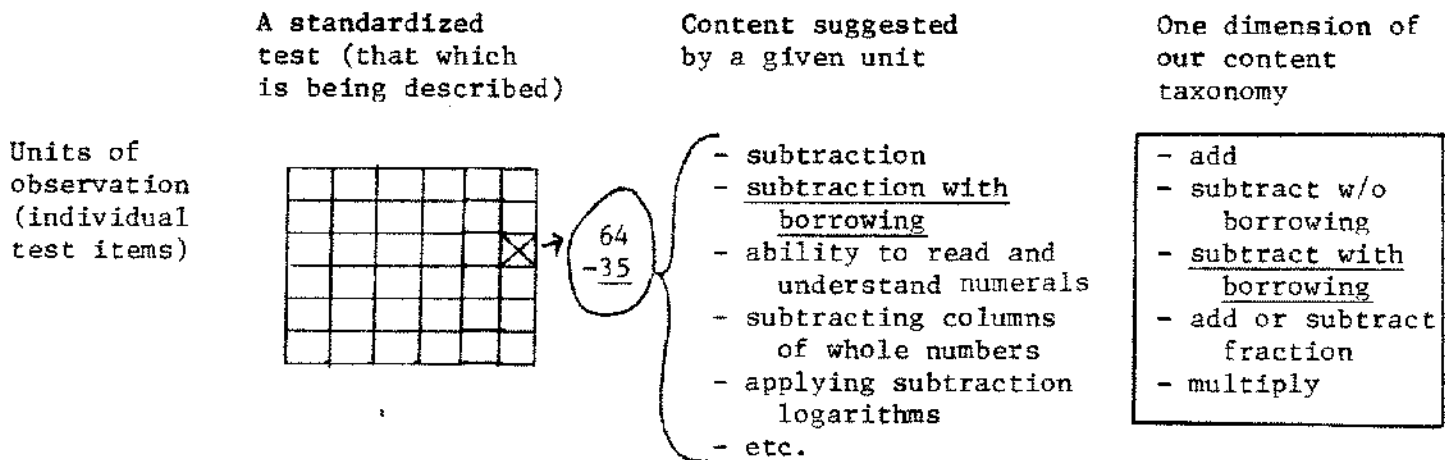 A standardized
test (that which
is being described)
Content suggested
by a given unit
One dimension of
our content
taxonomy
Units of
observation
(individual
test items)
64
-35
- subtraction
- subtraction with
borrowing
- ability to read and
understand numerals
- subtracting columns
of whole numbers
- applying subtraction
logarithms
- etc.
- add
- subtract w/o
borrowing
- subtract with
borrowing
- add or subtract
fraction
- multiply